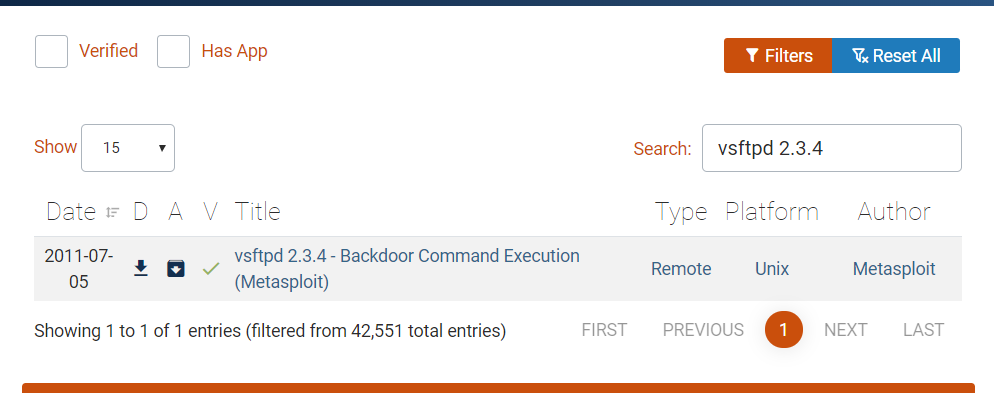 Verified Has App Filters Reset All
Show 15 Search: vsftpd 2.3.4
Date D A V Title Type Platform Author
2011-07-
05
vsftpd 2.3.4 - Backdoor Command Execution
(Metasploit)
Remote Unix Metasploit
Showing 1 to 1 of 1 entries (filtered from 42,551 total entries) FIRST PREVIOUS 1 NEXT LAST